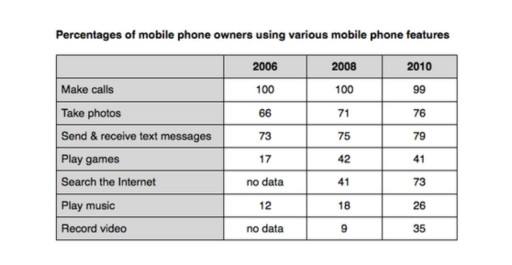 Percentages of mobile phone owners using various mobile phone features
2006 2008 2010
Make calls 100 100 99
Take photos 66 71 76
Send & receive text messages 73 75 79
Play games 17 42 41
Search the Internet no data 41 73
Play music 12 18 26
Record video no data 9 35